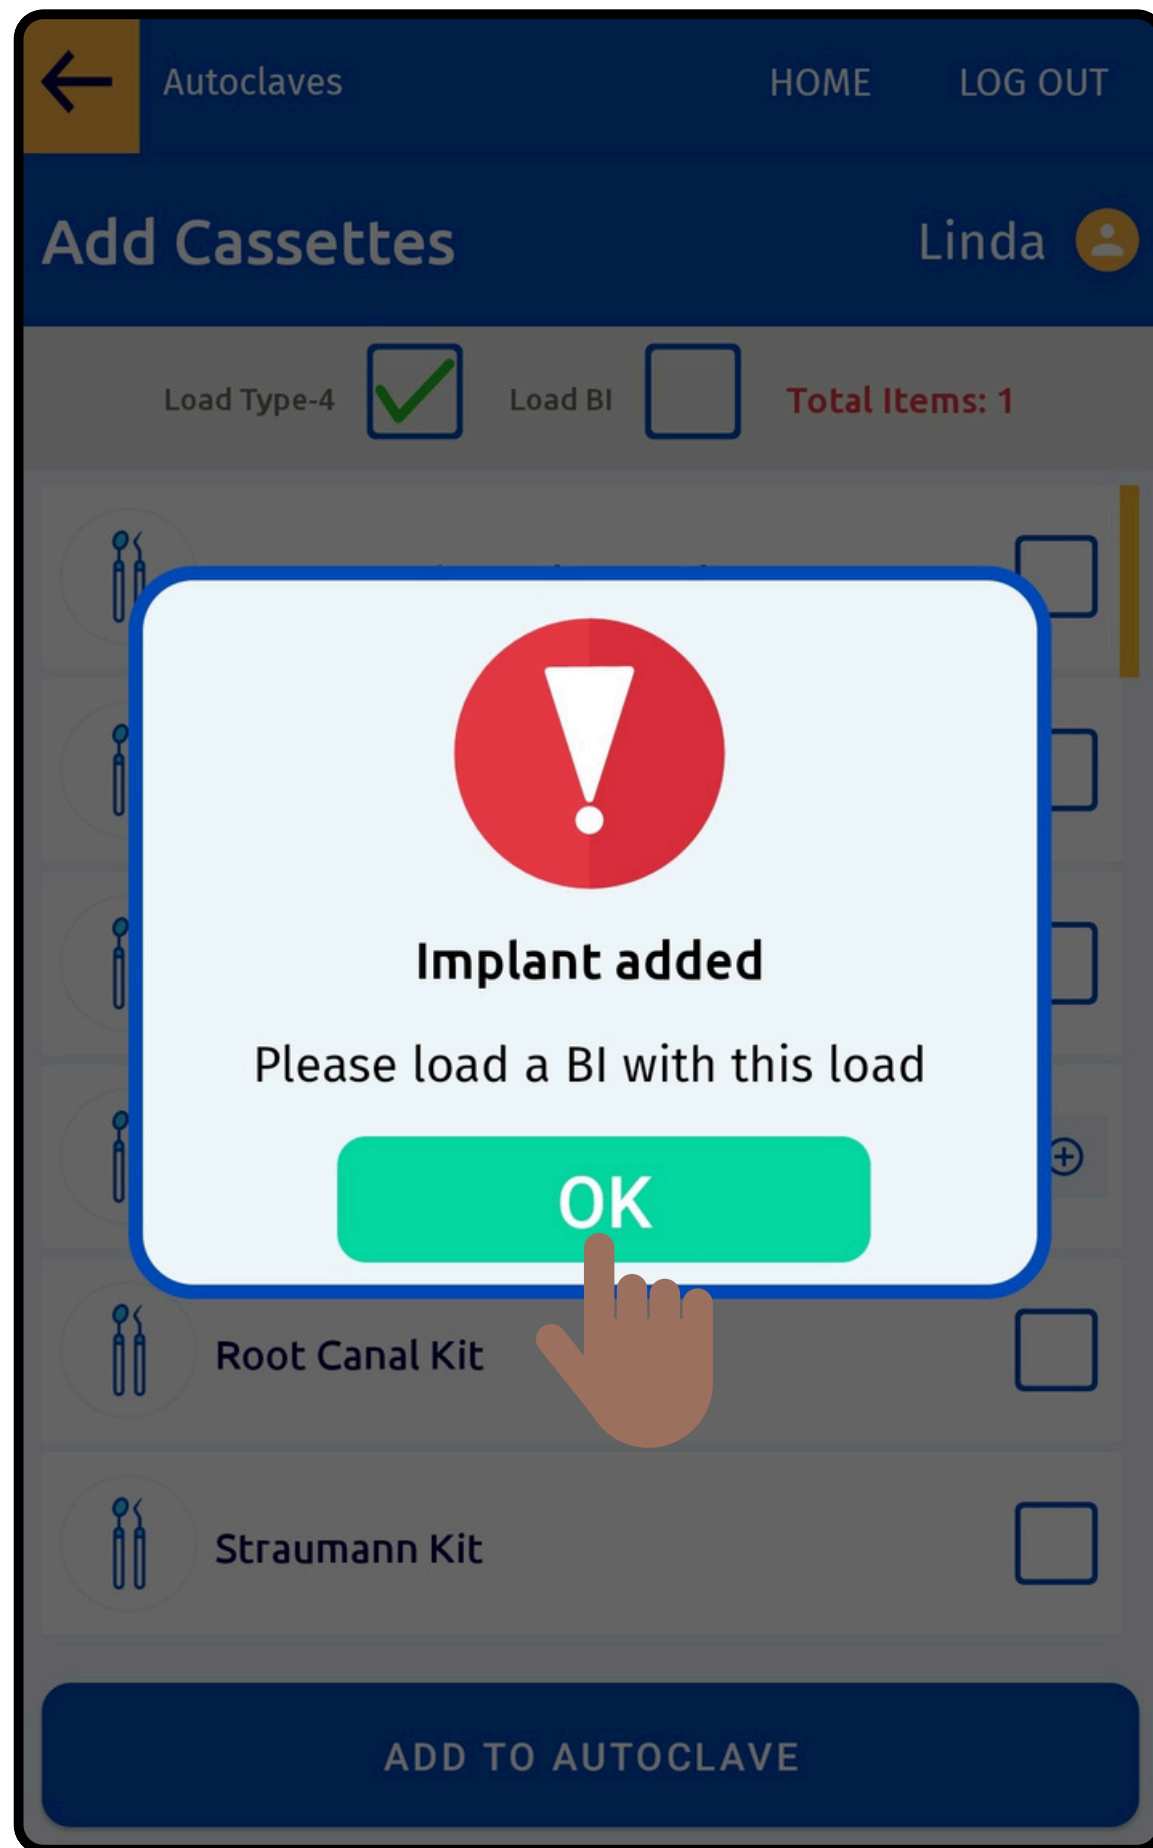 Autoclaves HOME LOG OUT
Add Cassettes Linda
Load Type-4 Load BI Total Items: 1
Implant added
Please load a BI with this load
OK
Root Canal Kit
Straumann Kit
ADD TO AUTOCLAVE